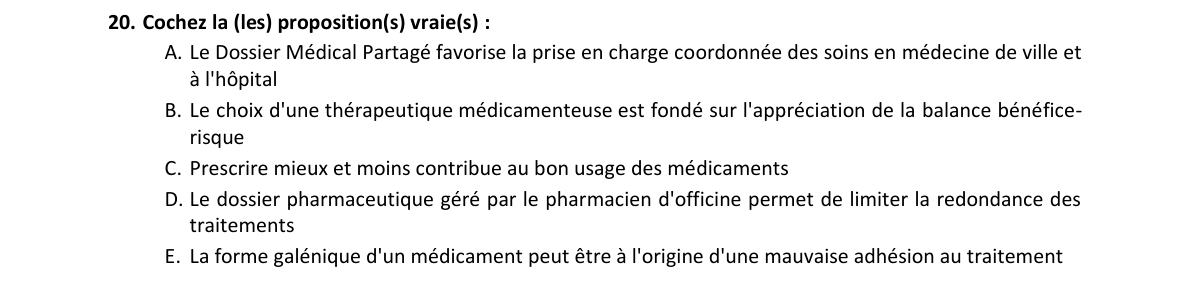 20. Cochez la (les) proposition(s) vraie(s) :
A. Le Dossier Médical Partagé favorise la prise en charge coordonnée des soins en médecine de ville et
à l'hôpital
B. Le choix d'une thérapeutique médicamenteuse est fondé sur l'appréciation de la balance bénéfice-
risque
C. Prescrire mieux et moins contribue au bon usage des médicaments
D. Le dossier pharmaceutique géré par le pharmacien d'officine permet de limiter la redondance des
traitements
E. La forme galénique d'un médicament peut être à l'origine d'une mauvaise adhésion au traitement